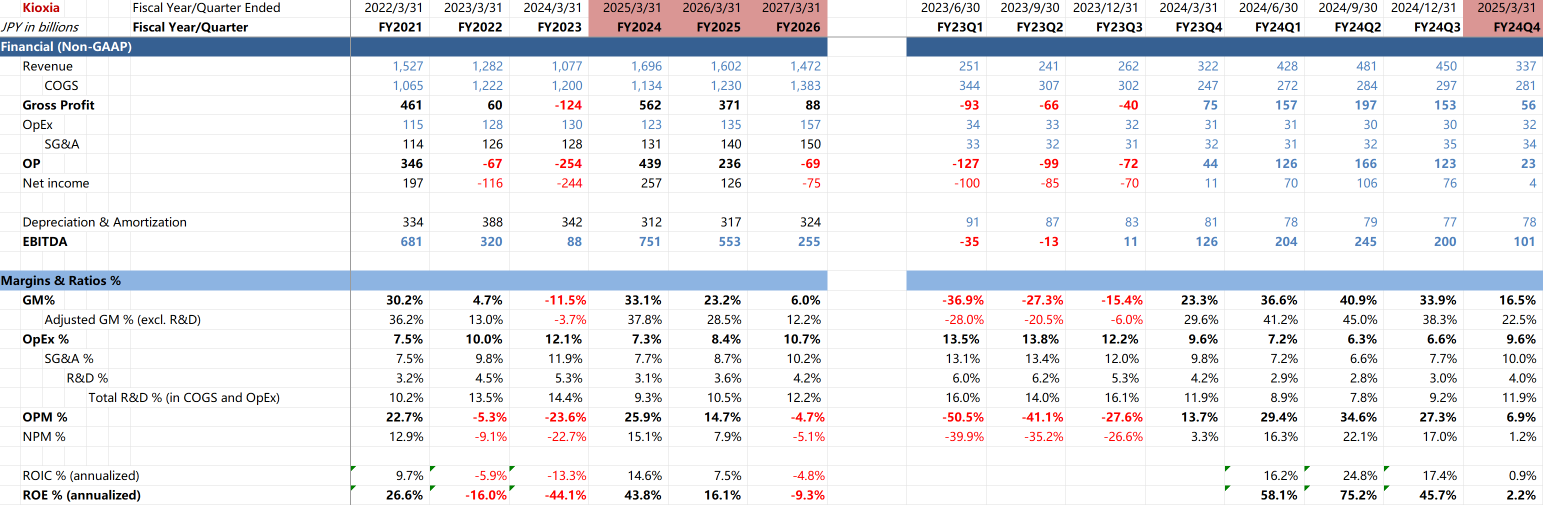 Kioxia Fiscal Year/Quarter Ended 2022/3/31 2023/3/31 2024/3/31 2025/3/31 2026/3/31 2027/3/31 2023/6/30 2023/9/30 2023/12/31 2024/3/31 2024/6/30 2024/9/30 2024/12/31 2025/3/31
JPY in billions Fiscal Year/Quarter FY2021 FY2022 FY2023 FY2024 FY2025 FY2026 FY23Q1 FY23Q2 FY23Q3 FY23Q4 FY24Q1 FY24Q2 FY24Q3 FY24Q4
Financial (Non-GAAP)
Revenue 1,527 1,282 1,077 1,696 1,602 1,472 251 241 262 322 428 481 450 337
COGS 1,065 1,222 1,200 1,134 1,230 1,383 344 307 302 247 272 284 297 281
Gross Profit 461 60 -124 562 371 88 -93 -66 -40 75 157 197 153 56
OpEx 115 128 130 123 135 157 34 33 32 31 31 30 30 32
SG&A 114 126 128 131 140 150 33 32 31 32 31 32 35 34
OP 346 -67 -254 439 236 -69 -127 -99 -72 44 126 166 123 23
Net income 197 -116 -244 257 126 -75 -100 -85 -70 11 70 106 76 4
Depreciation & Amortization 334 388 342 312 317 324 91 87 83 81 78 79 77 78
EBITDA 681 320 88 751 553 255 -35 -13 11 126 204 245 200 101
Margins & Ratios %
GM% 30.2% 4.7% -11.5% 33.1% 23.2% 6.0% -36.9% -27.3% -15.4% 23.3% 36.6% 40.9% 33.9% 16.5%
Adjusted GM % (excl. R&D) 36.2% 13.0% -3.7% 37.8% 28.5% 12.2% -28.0% -20.5% -6.0% 29.6% 41.2% 45.0% 38.3% 22.5%
OpEx % 7.5% 10.0% 12.1% 7.3% 8.4% 10.7% 13.5% 13.8% 12.2% 9.6% 7.2% 6.3% 6.6% 9.6%
SG&A % 7.5% 9.8% 11.9% 7.7% 8.7% 10.2% 13.1% 13.4% 12.0% 9.8% 7.2% 6.6% 7.7% 10.0%
R&D % 3.2% 4.5% 5.3% 3.1% 3.6% 4.2% 6.0% 6.2% 5.3% 4.2% 2.9% 2.8% 3.0% 4.0%
Total R&D % (in COGS and OpEx) 10.2% 13.5% 14.4% 9.3% 10.5% 12.2% 16.0% 14.0% 16.1% 11.9% 8.9% 7.8% 9.2% 11.9%
OPM % 22.7% -5.3% -23.6% 25.9% 14.7% -4.7% -50.5% -41.1% -27.6% 13.7% 29.4% 34.6% 27.3% 6.9%
NPM % 12.9% -9.1% -22.7% 15.1% 7.9% -5.1% -39.9% -35.2% -26.6% 3.3% 16.3% 22.1% 17.0% 1.2%
ROIC % (annualized) 9.7% -5.9% -13.3% 14.6% 7.5% -4.8% 16.2% 24.8% 17.4% 0.9%
ROE % (annualized) 26.6% -16.0% -44.1% 43.8% 16.1% -9.3% 58.1% 75.2% 45.7% 2.2%